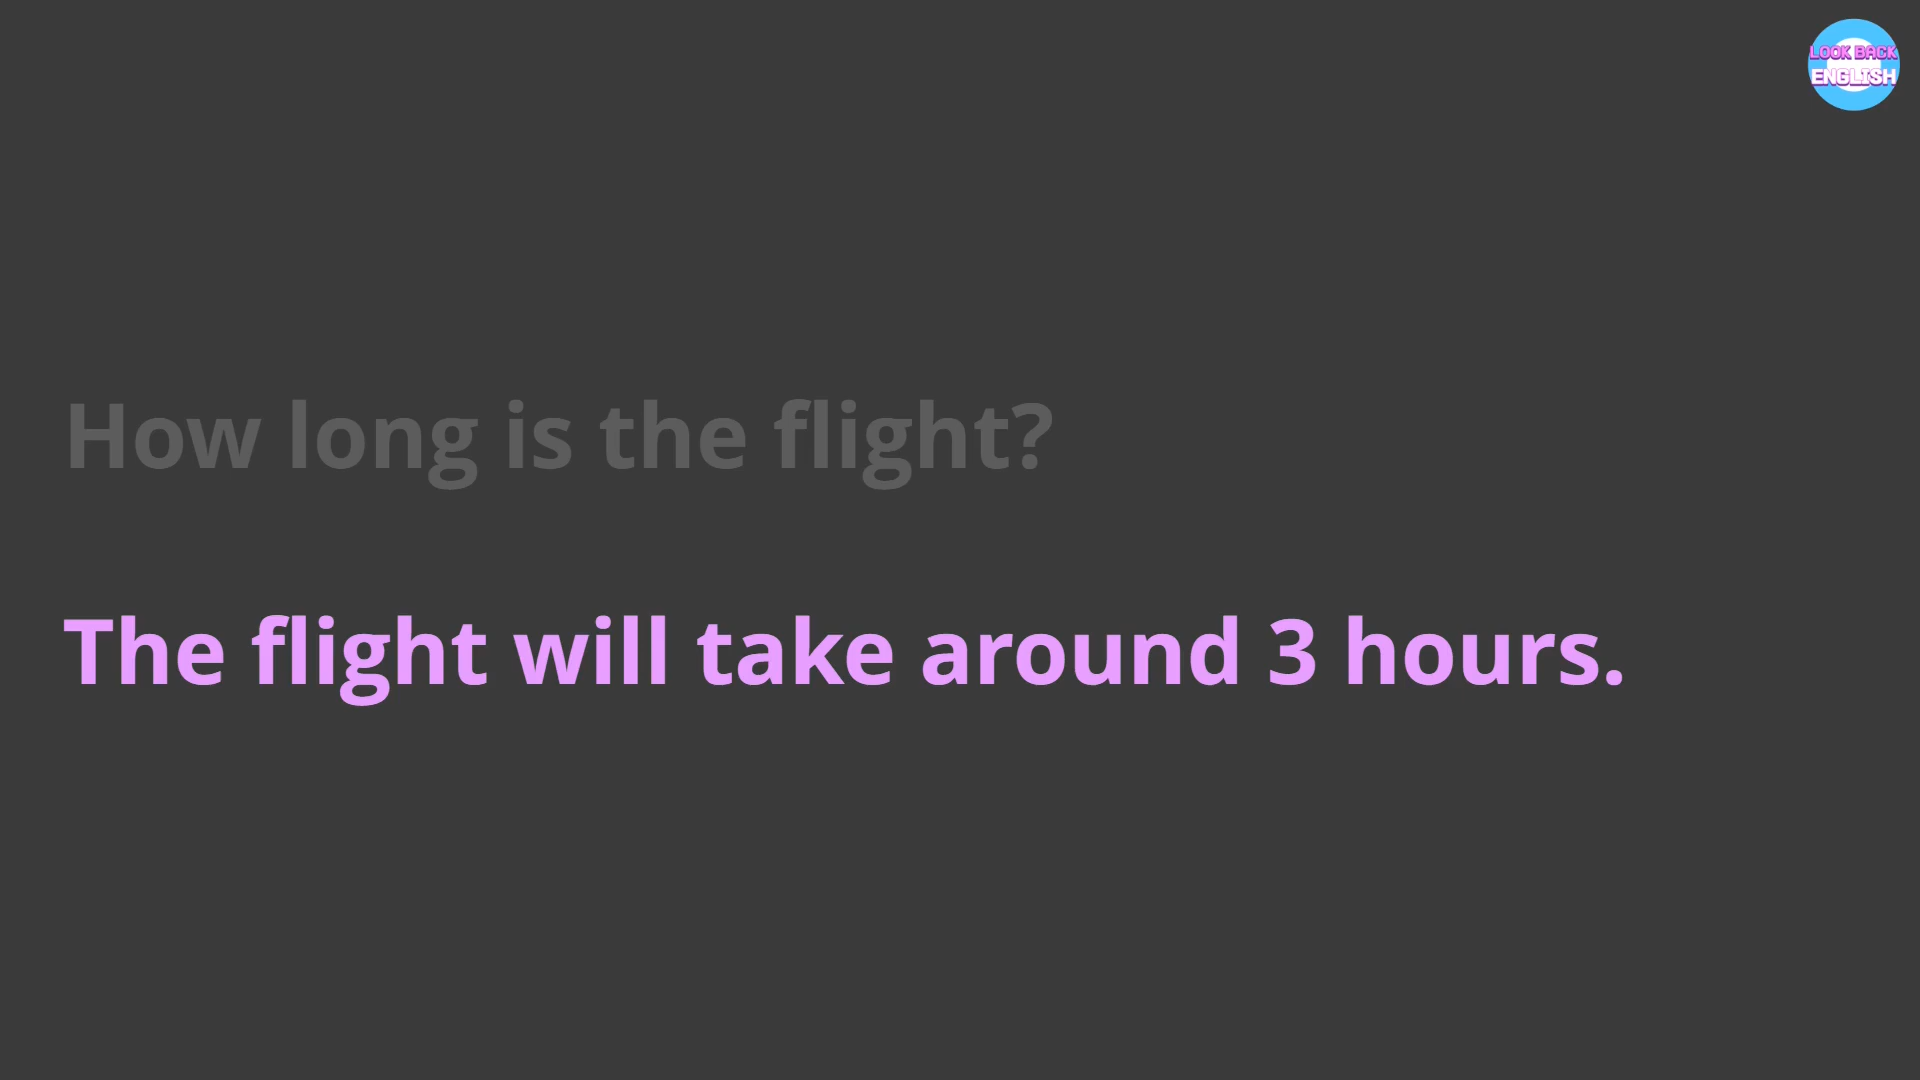 LOOK BACK
ENGLISH
How long is the flight?
The flight will take around 3 hours.